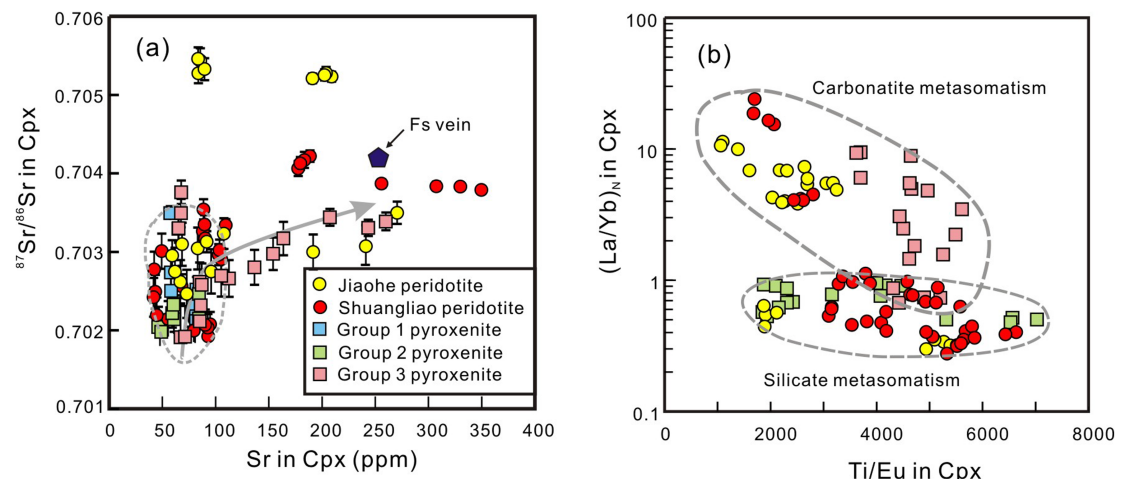 (a)
0.706
0.705
0.704
0.703
0.702
0.701
⁸⁷Sr/⁸⁶Sr in Cpx
Fs vein
Jiaohe peridotite
Shuangliao peridotite
Group 1 pyroxenite
Group 2 pyroxenite
Group 3 pyroxenite
0 50 100 150 200 250 300 350 400
Sr in Cpx (ppm)
(b)
100
10
1
0.1
(La/Yb)N in Cpx
Carbonatite metasomatism
Silicate metasomatism
0 2000 4000 6000 8000
Ti/Eu in Cpx